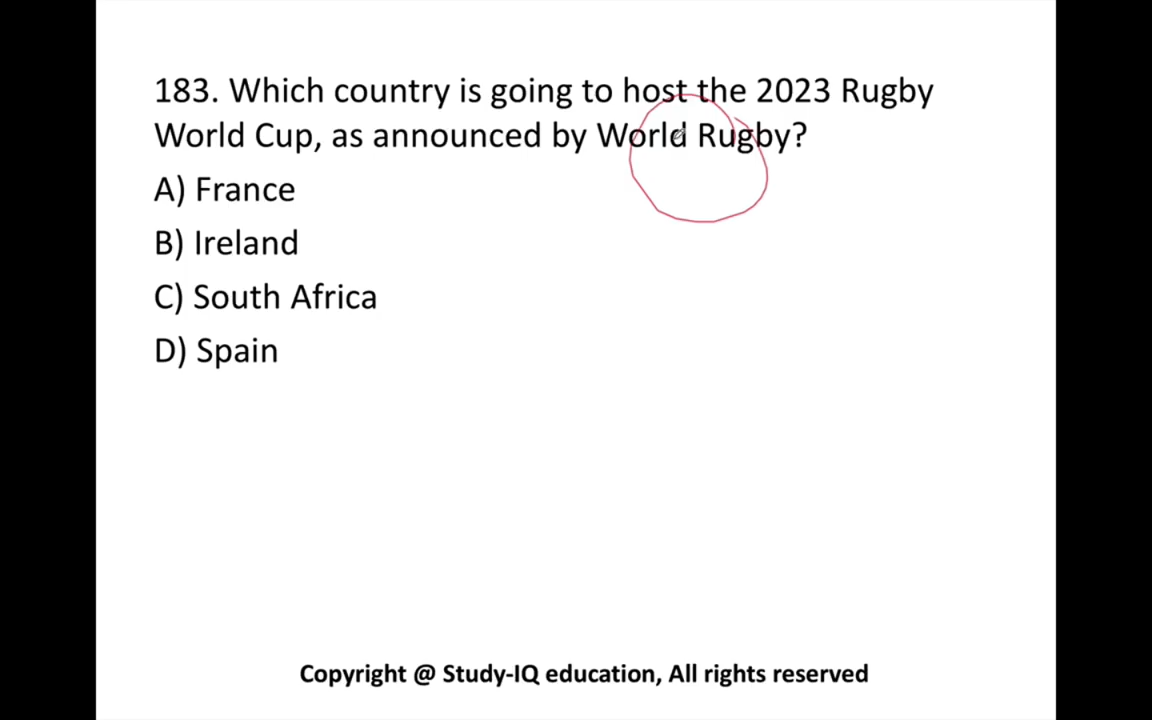 183. Which country is going to host the 2023 Rugby
World Cup, as announced by World Rugby?
A) France
B) Ireland
C) South Africa
D) Spain
Copyright @ Study-IQ education, All rights reserved